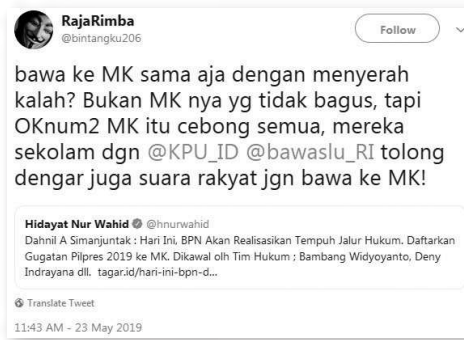 RajaRimba
@bintangku206
Follow
bawa ke MK sama aja dengan menyerah
kalah? Bukan MK nya yg tidak bagus, tapi
OKnum2 MK itu cebong semua, mereka
sekolam dgn @KPU_ID @bawaslu_RI tolong
dengar juga suara rakyat jgn bawa ke MK!
Hidayat Nur Wahid @hnurwahid
Dahnil A Simanjuntak : Hari Ini, BPN Akan Realisasikan Tempuh Jalur Hukum. Daftarkan
Gugatan Pilpres 2019 ke MK. Dikawal olh Tim Hukum ; Bambang Widyoyanto, Deny
Indrayana dll. tagar.id/hari-ini-bpn-d...
Translate Tweet
11:43 AM - 23 May 2019